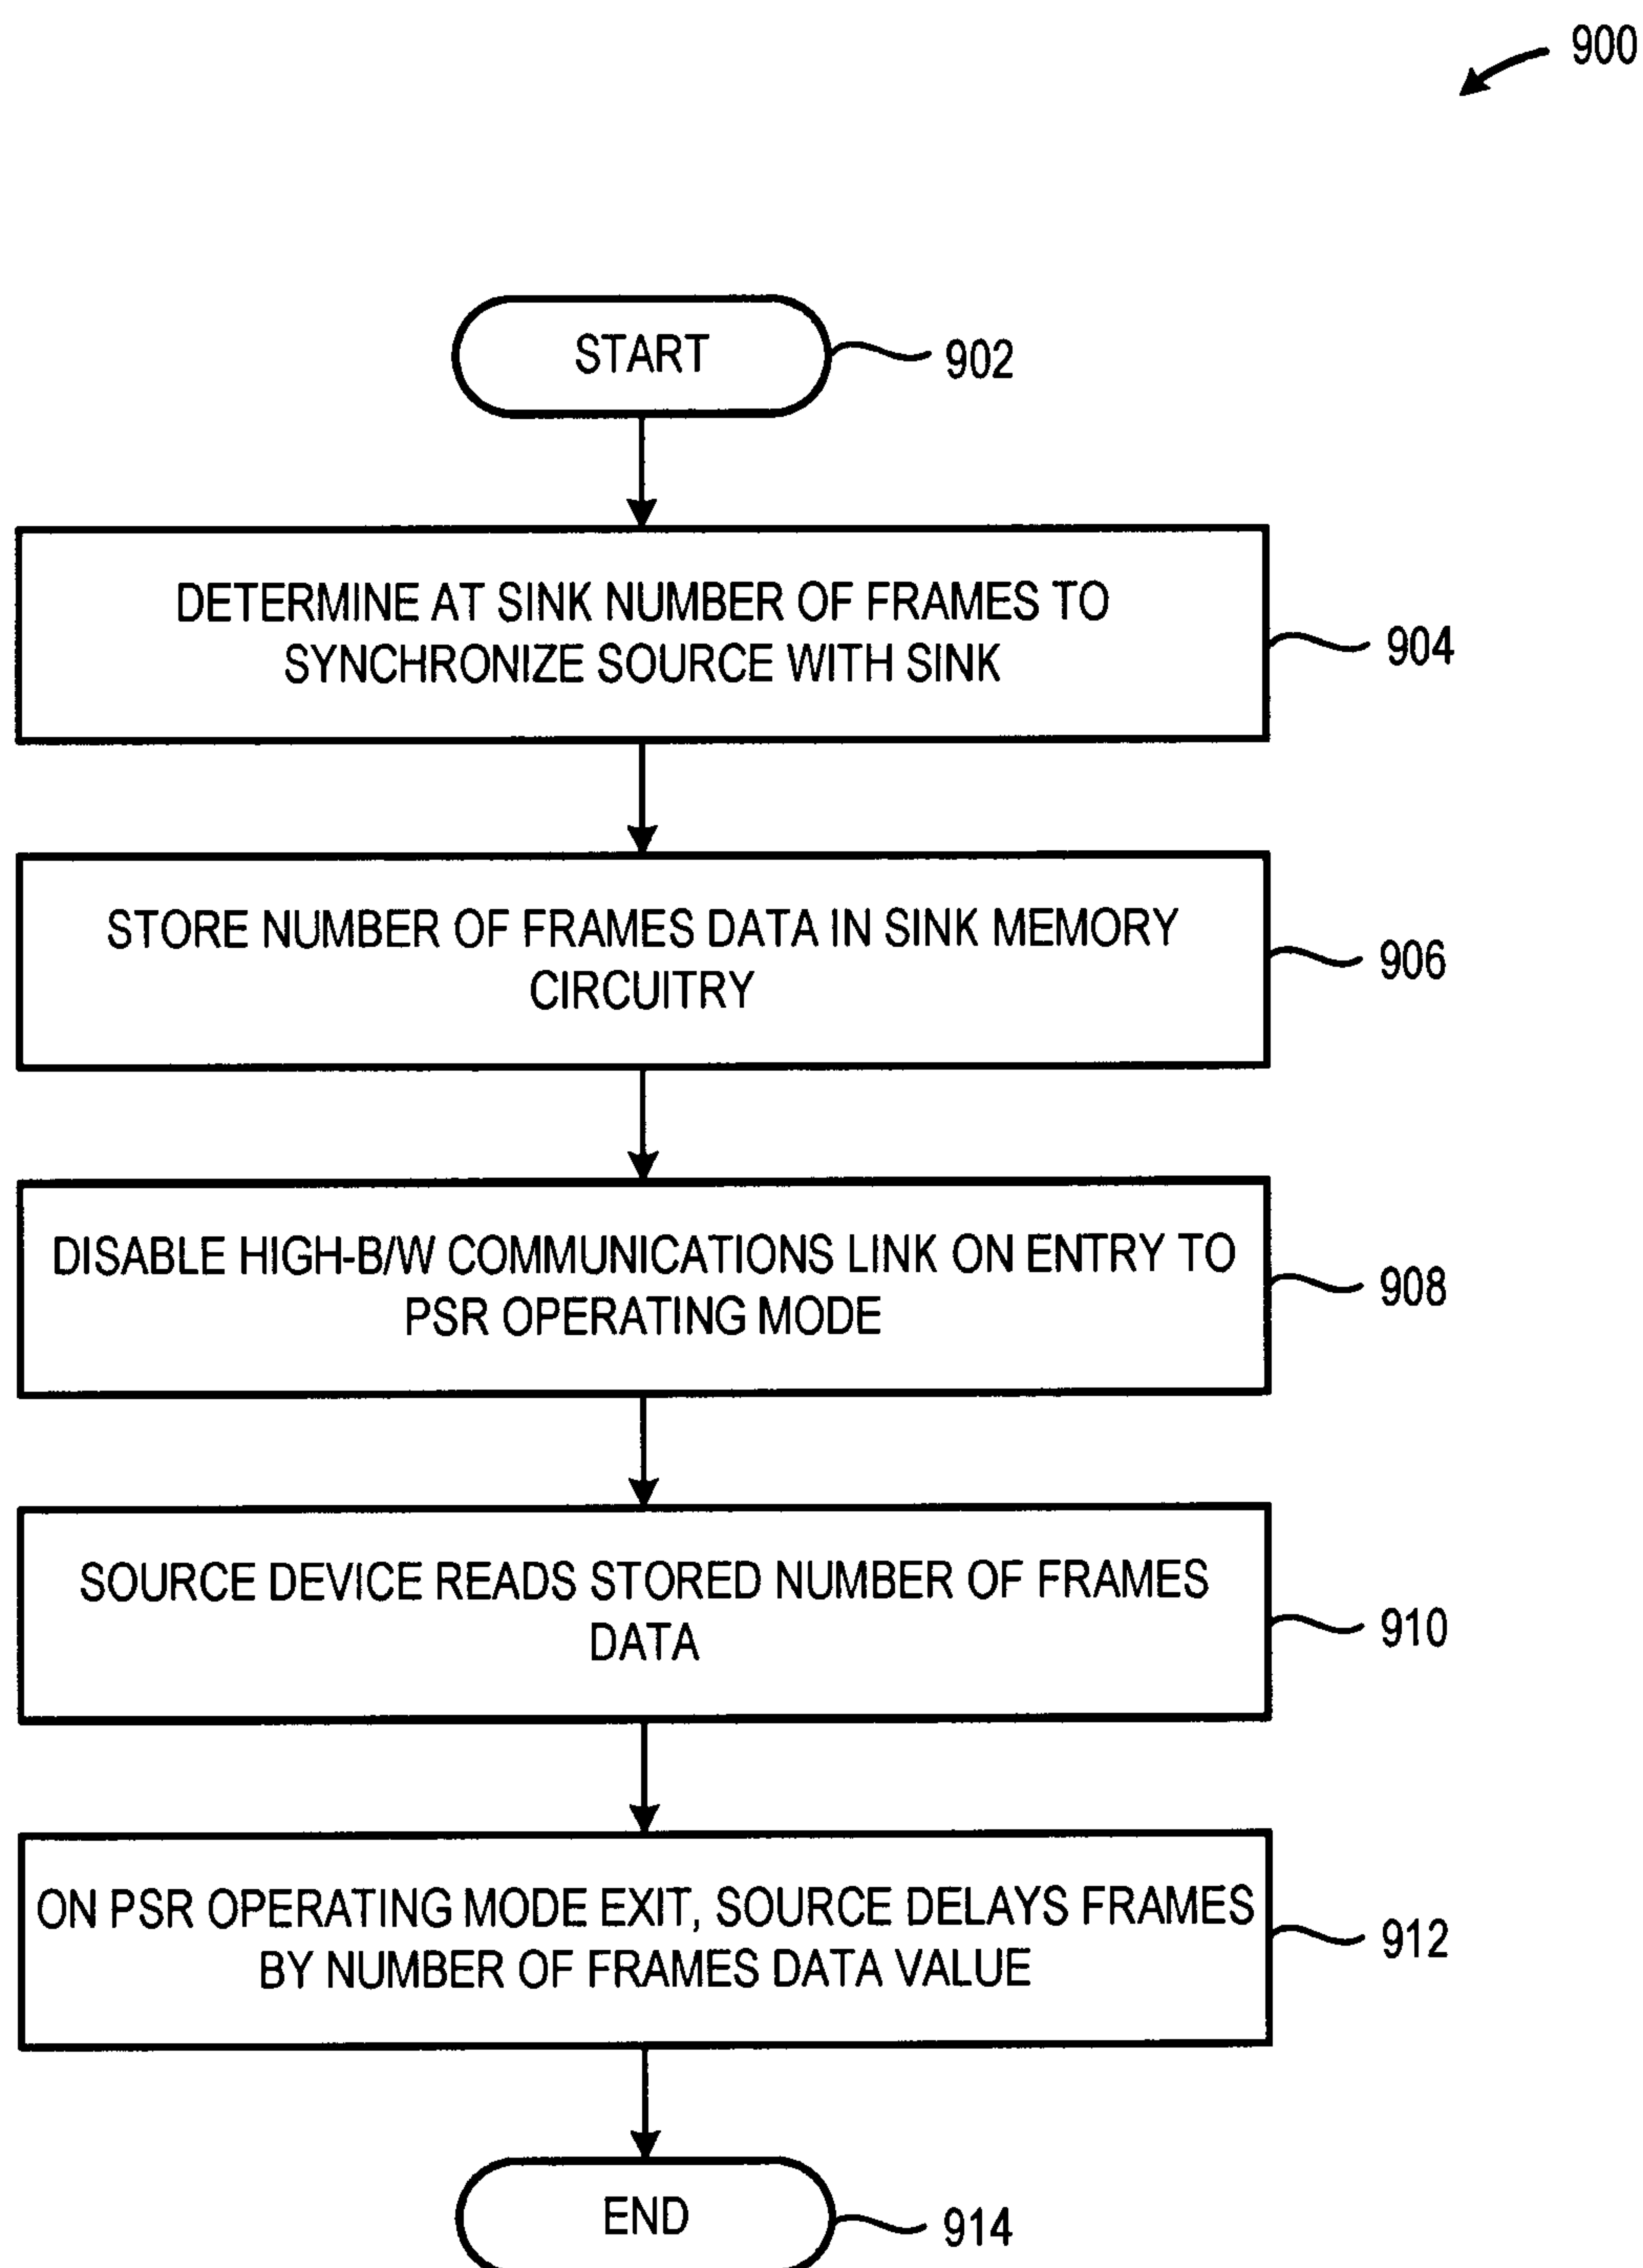 900
START
902
DETERMINE AT SINK NUMBER OF FRAMES TO
SYNCHRONIZE SOURCE WITH SINK
904
STORE NUMBER OF FRAMES DATA IN SINK MEMORY
CIRCUITRY
906
DISABLE HIGH-B/W COMMUNICATIONS LINK ON ENTRY TO
PSR OPERATING MODE
908
SOURCE DEVICE READS STORED NUMBER OF FRAMES
DATA
910
ON PSR OPERATING MODE EXIT, SOURCE DELAYS FRAMES
BY NUMBER OF FRAMES DATA VALUE
912
END
914